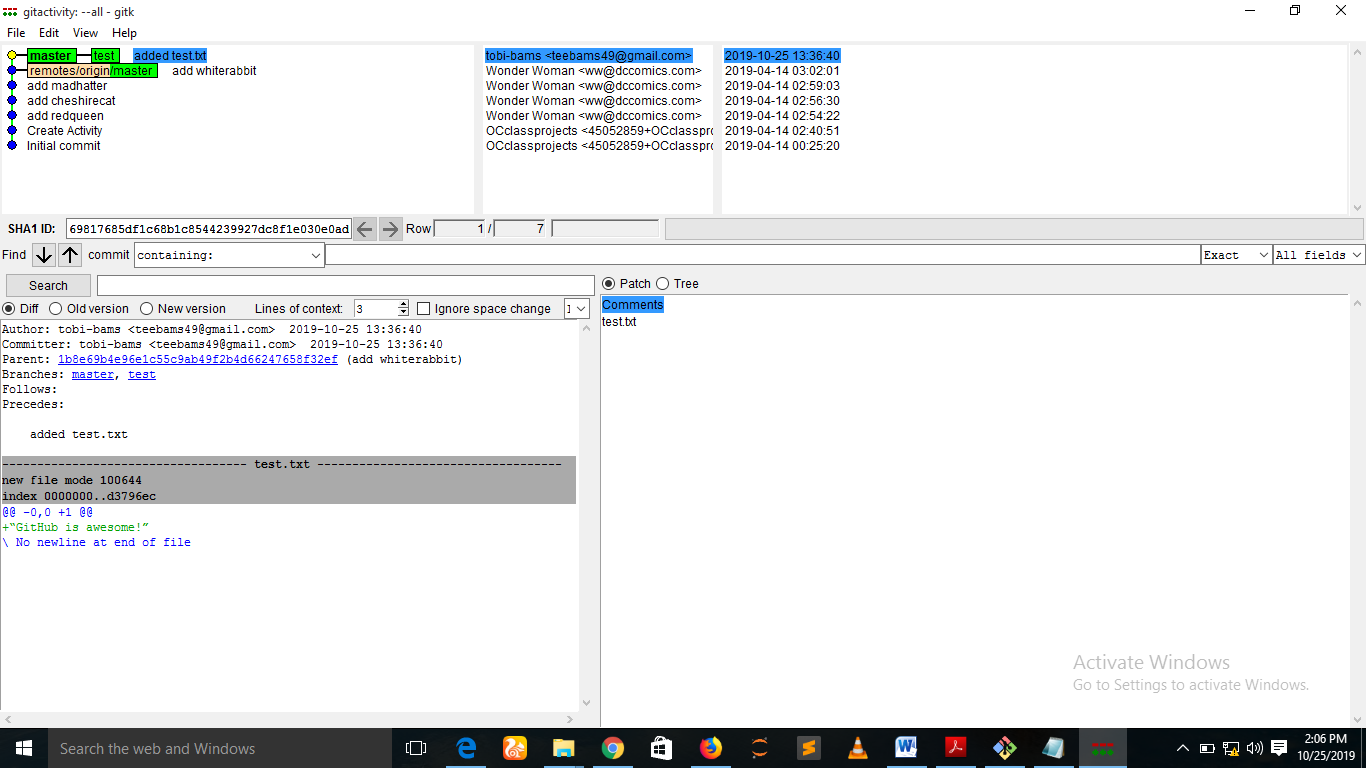 gitactivity: --all - gitk
File Edit View Help
master test added test.txt tobi-bams <teebams49@gmail.com> 2019-10-25 13:36:40
remotes/origin/master add whiterabbit Wonder Woman <ww@dccomics.com> 2019-04-14 03:02:01
add madhatter Wonder Woman <ww@dccomics.com> 2019-04-14 02:59:03
add cheshirecat Wonder Woman <ww@dccomics.com> 2019-04-14 02:56:30
add redqueen Wonder Woman <ww@dccomics.com> 2019-04-14 02:54:22
Create Activity OCclassprojects <45052859+OCclasspro 2019-04-14 02:40:51
Initial commit OCclassprojects <45052859+OCclasspro 2019-04-14 00:25:20
SHA1 ID: 69817685df1c68b1c8544239927dc8f1e030e0ad Row 1 / 7
Find commit containing: Exact All fields
Search Patch Tree
Diff Old version New version Lines of context: 3 Ignore space change
Comments
test.txt
Author: tobi-bams <teebams49@gmail.com> 2019-10-25 13:36:40
Committer: tobi-bams <teebams49@gmail.com> 2019-10-25 13:36:40
Parent: 1b8e69b4e96e1c55c9ab49f2b4d66247658f32ef (add whiterabbit)
Branches: master, test
Follows:
Precedes:
added test.txt
----------------------------------- test.txt -----------------------------------
new file mode 100644
index 0000000..d3796ec
@@ -0,0 +1 @@
+“GitHub is awesome!”
\ No newline at end of file
Activate Windows
Go to Settings to activate Windows.
Search the web and Windows
2:06 PM
10/25/2019